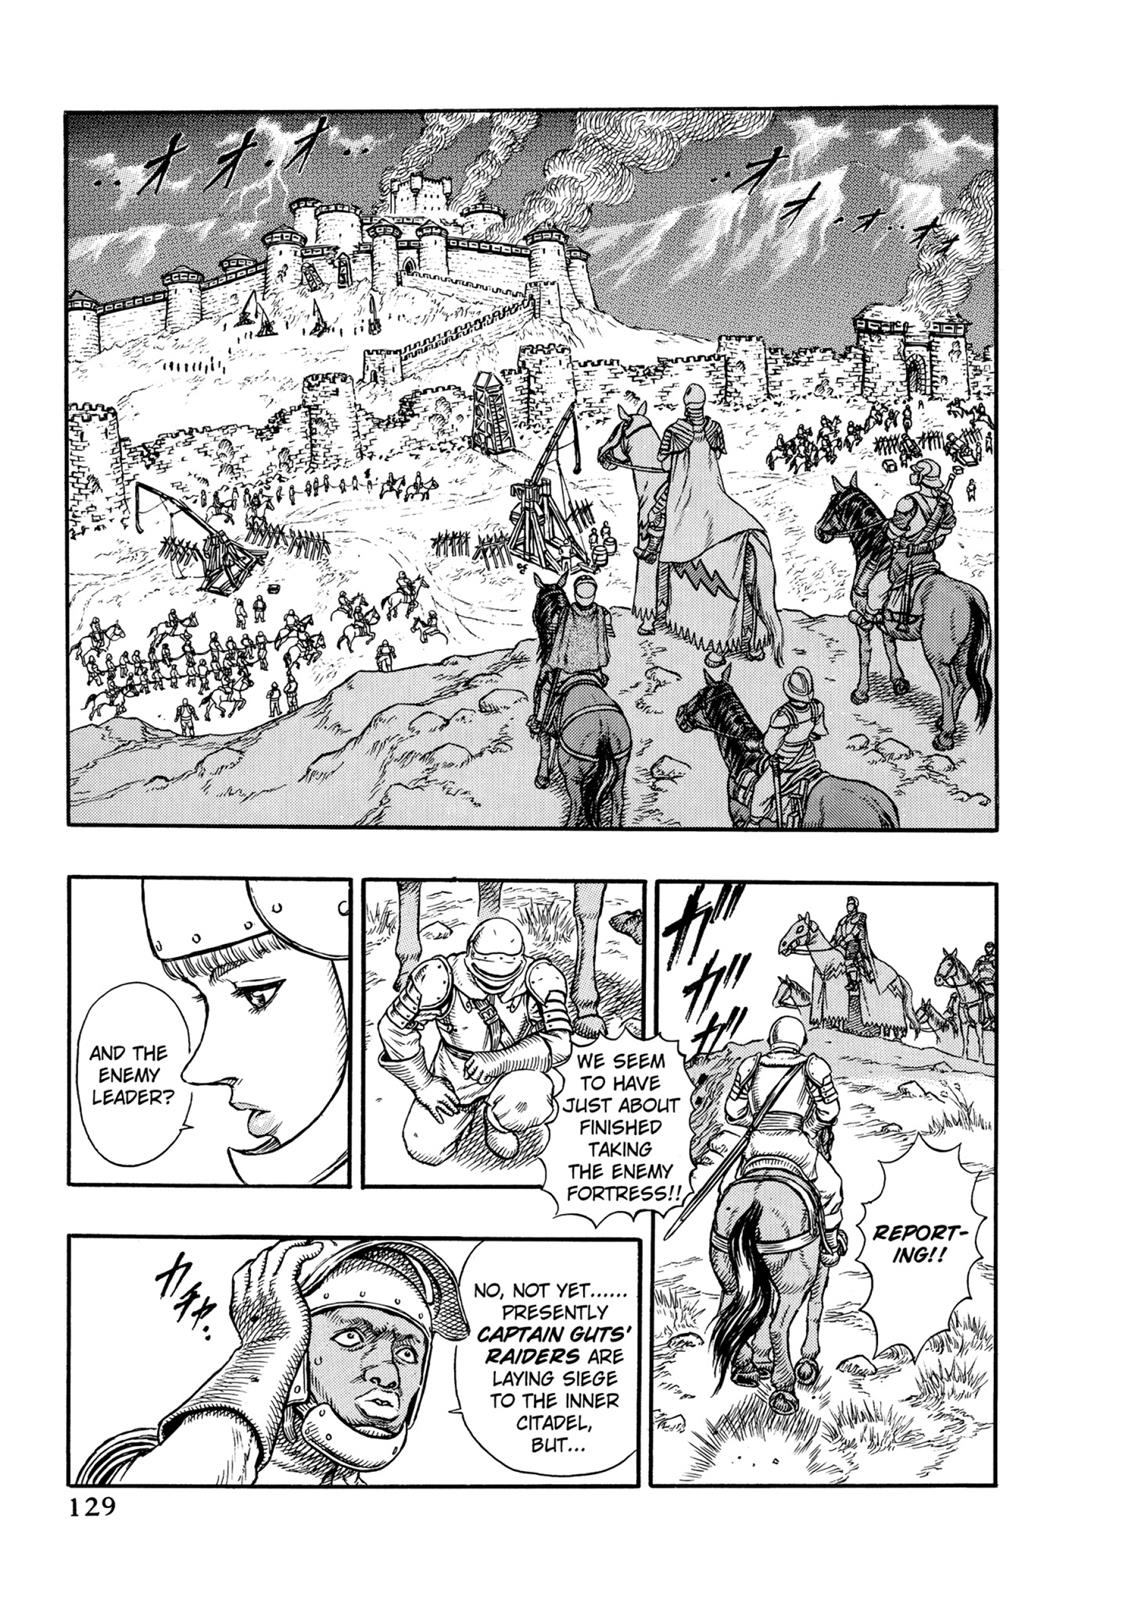 ‥オオ・オ‥
‥オオ・オ‥
ガガッ
REPORT-
ING!!
WE SEEM
TO HAVE
JUST ABOUT
FINISHED
TAKING
THE ENEMY
FORTRESS!!
AND THE
ENEMY
LEADER?
ガチャ・
NO, NOT YET......
PRESENTLY
CAPTAIN GUTS'
RAIDERS ARE
LAYING SIEGE
TO THE INNER
CITADEL,
BUT...
129